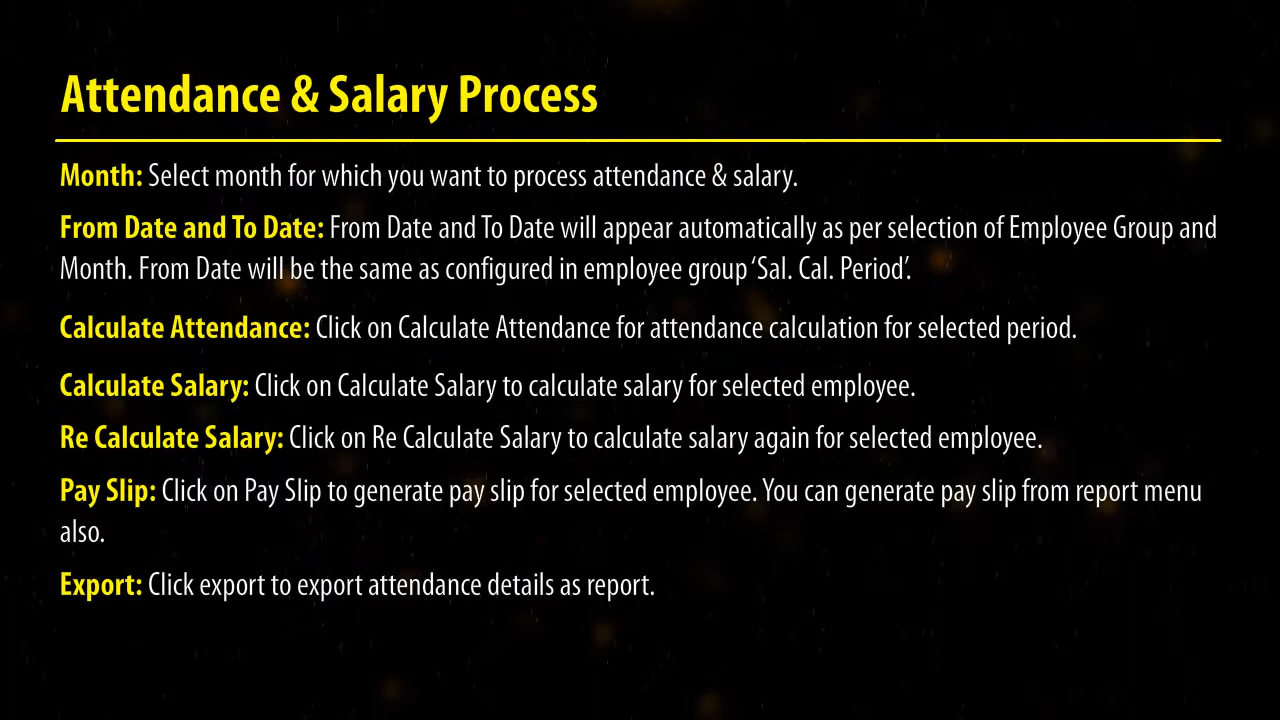 Attendance & Salary Process
Month: Select month for which you want to process attendance & salary.
From Date and To Date: From Date and To Date will appear automatically as per selection of Employee Group and
Month. From Date will be the same as configured in employee group ‘Sal. Cal. Period’.
Calculate Attendance: Click on Calculate Attendance for attendance calculation for selected period.
Calculate Salary: Click on Calculate Salary to calculate salary for selected employee.
Re Calculate Salary: Click on Re Calculate Salary to calculate salary again for selected employee.
Pay Slip: Click on Pay Slip to generate pay slip for selected employee. You can generate pay slip from report menu
also.
Export: Click export to export attendance details as report.